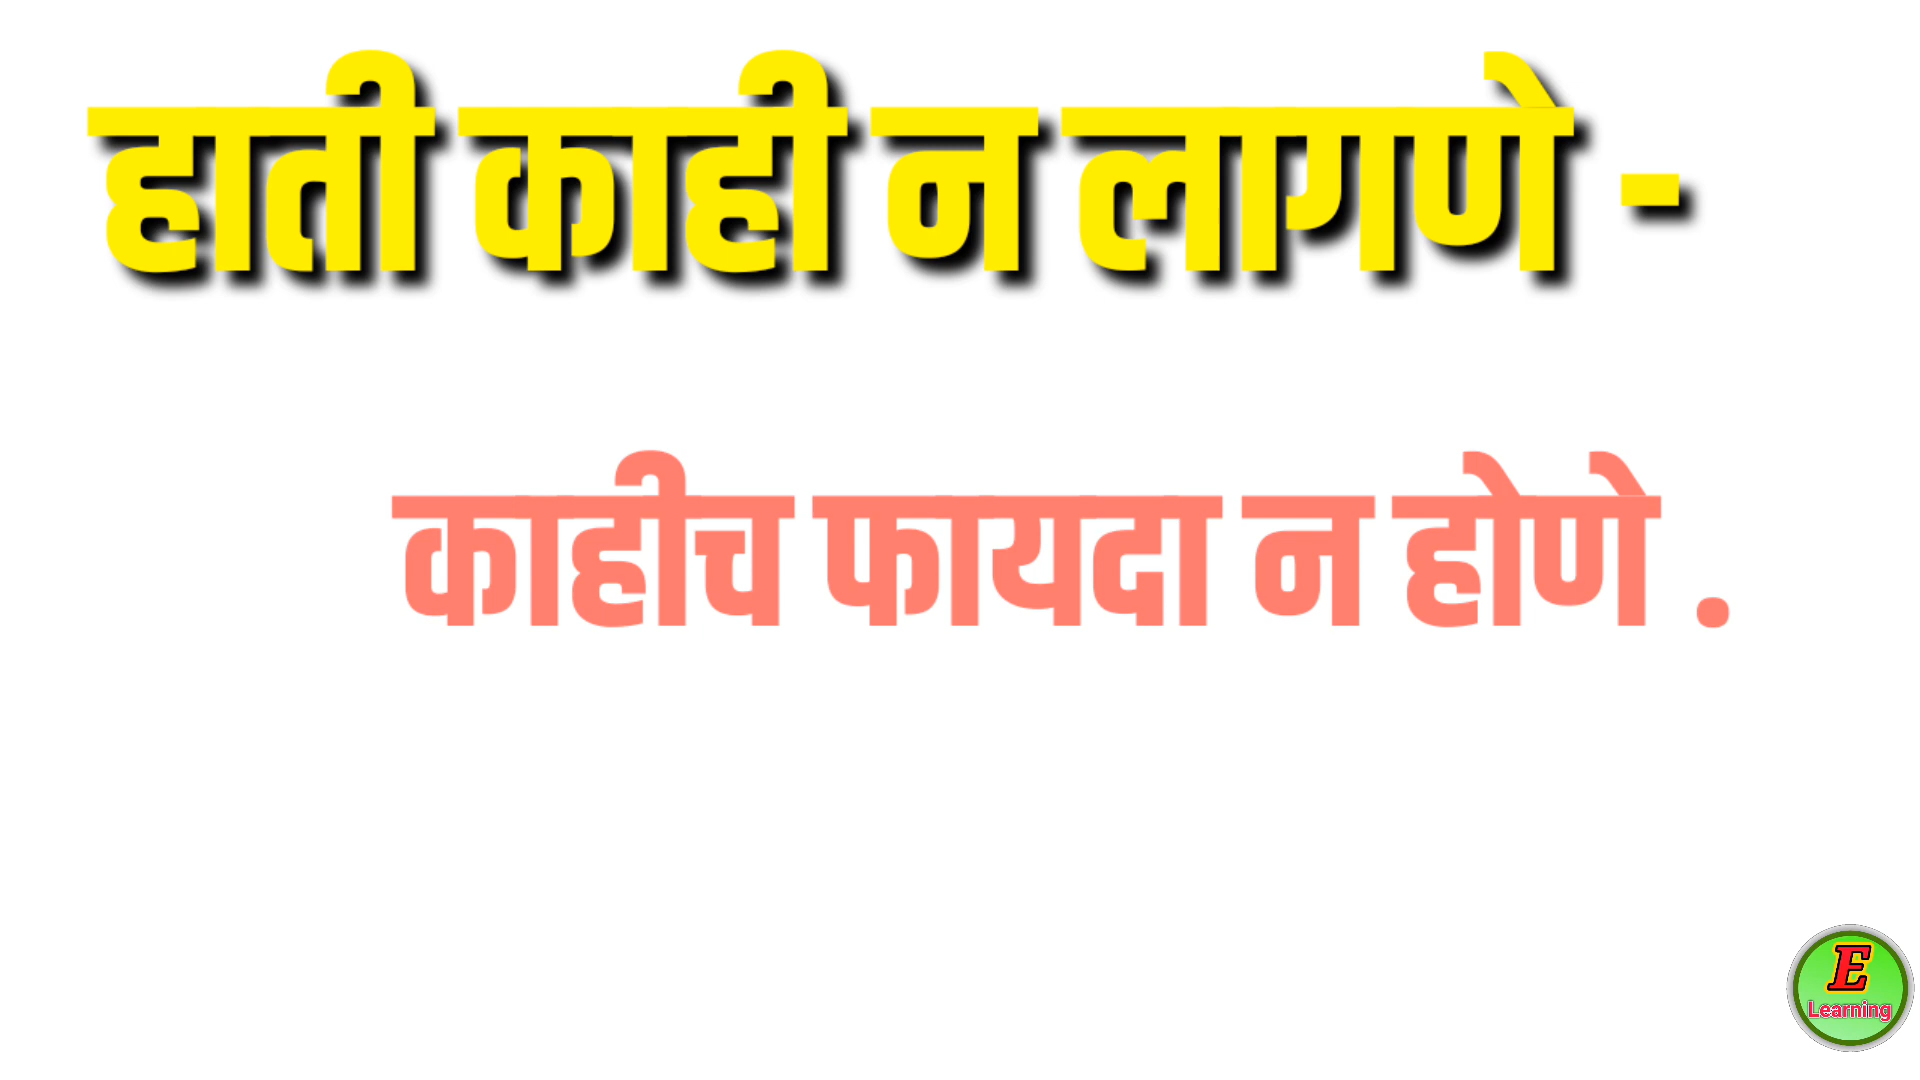 हाती काही न लागणे -
काहीच फायदा न होणे .
E
Learning